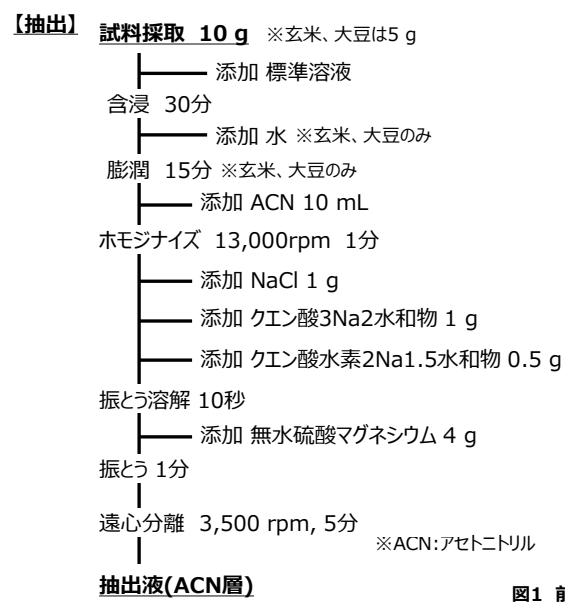 【抽出】 試料採取 10 g ※玄米、大豆は5 g
添加 標準溶液
含浸 30分
添加 水 ※玄米、大豆のみ
膨潤 15分 ※玄米、大豆のみ
添加 ACN 10 mL
ホモジナイズ 13,000rpm 1分
添加 NaCl 1 g
添加 クエン酸3Na2水和物 1 g
添加 クエン酸水素2Na1.5水和物 0.5 g
振とう溶解 10秒
添加 無水硫酸マグネシウム 4 g
振とう 1分
遠心分離 3,500 rpm, 5分
※ACN:アセトニトリル
抽出液(ACN層)
図1 前